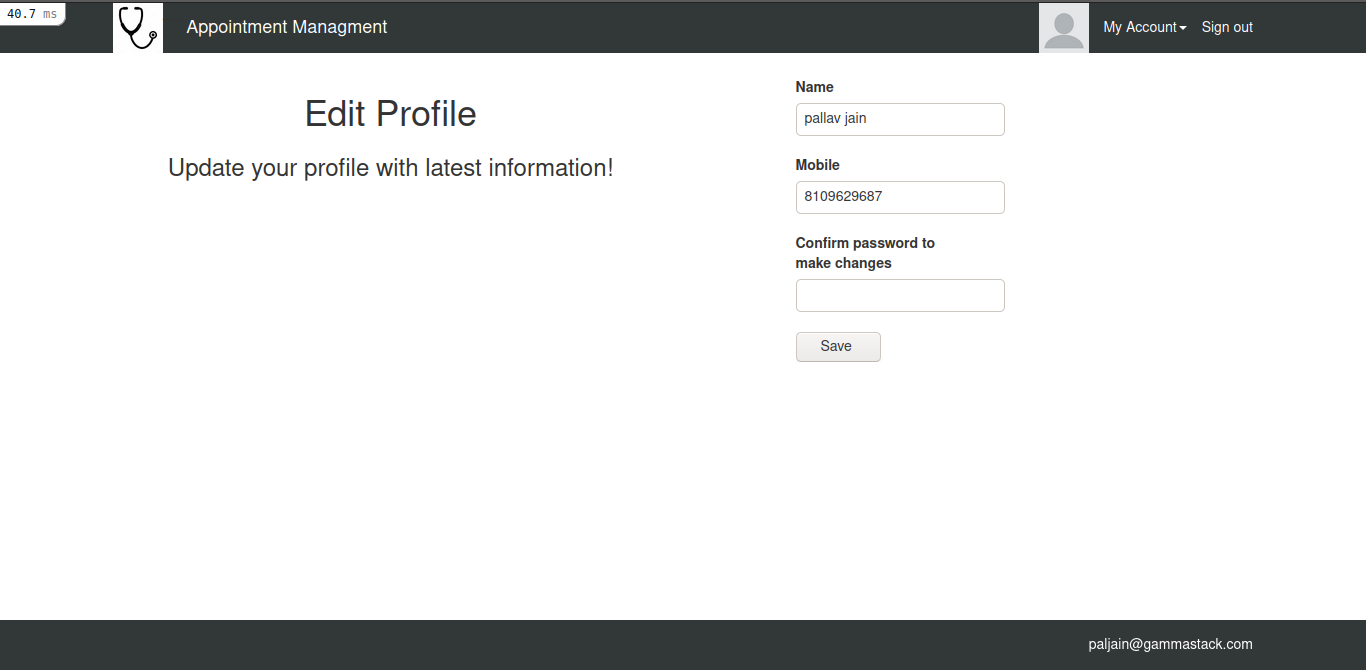 40.7 ms
Appointment Managment
My Account
Sign out
Edit Profile
Update your profile with latest information!
Name
pallav jain
Mobile
8109629687
Confirm password to
make changes
Save
paljain@gammastack.com